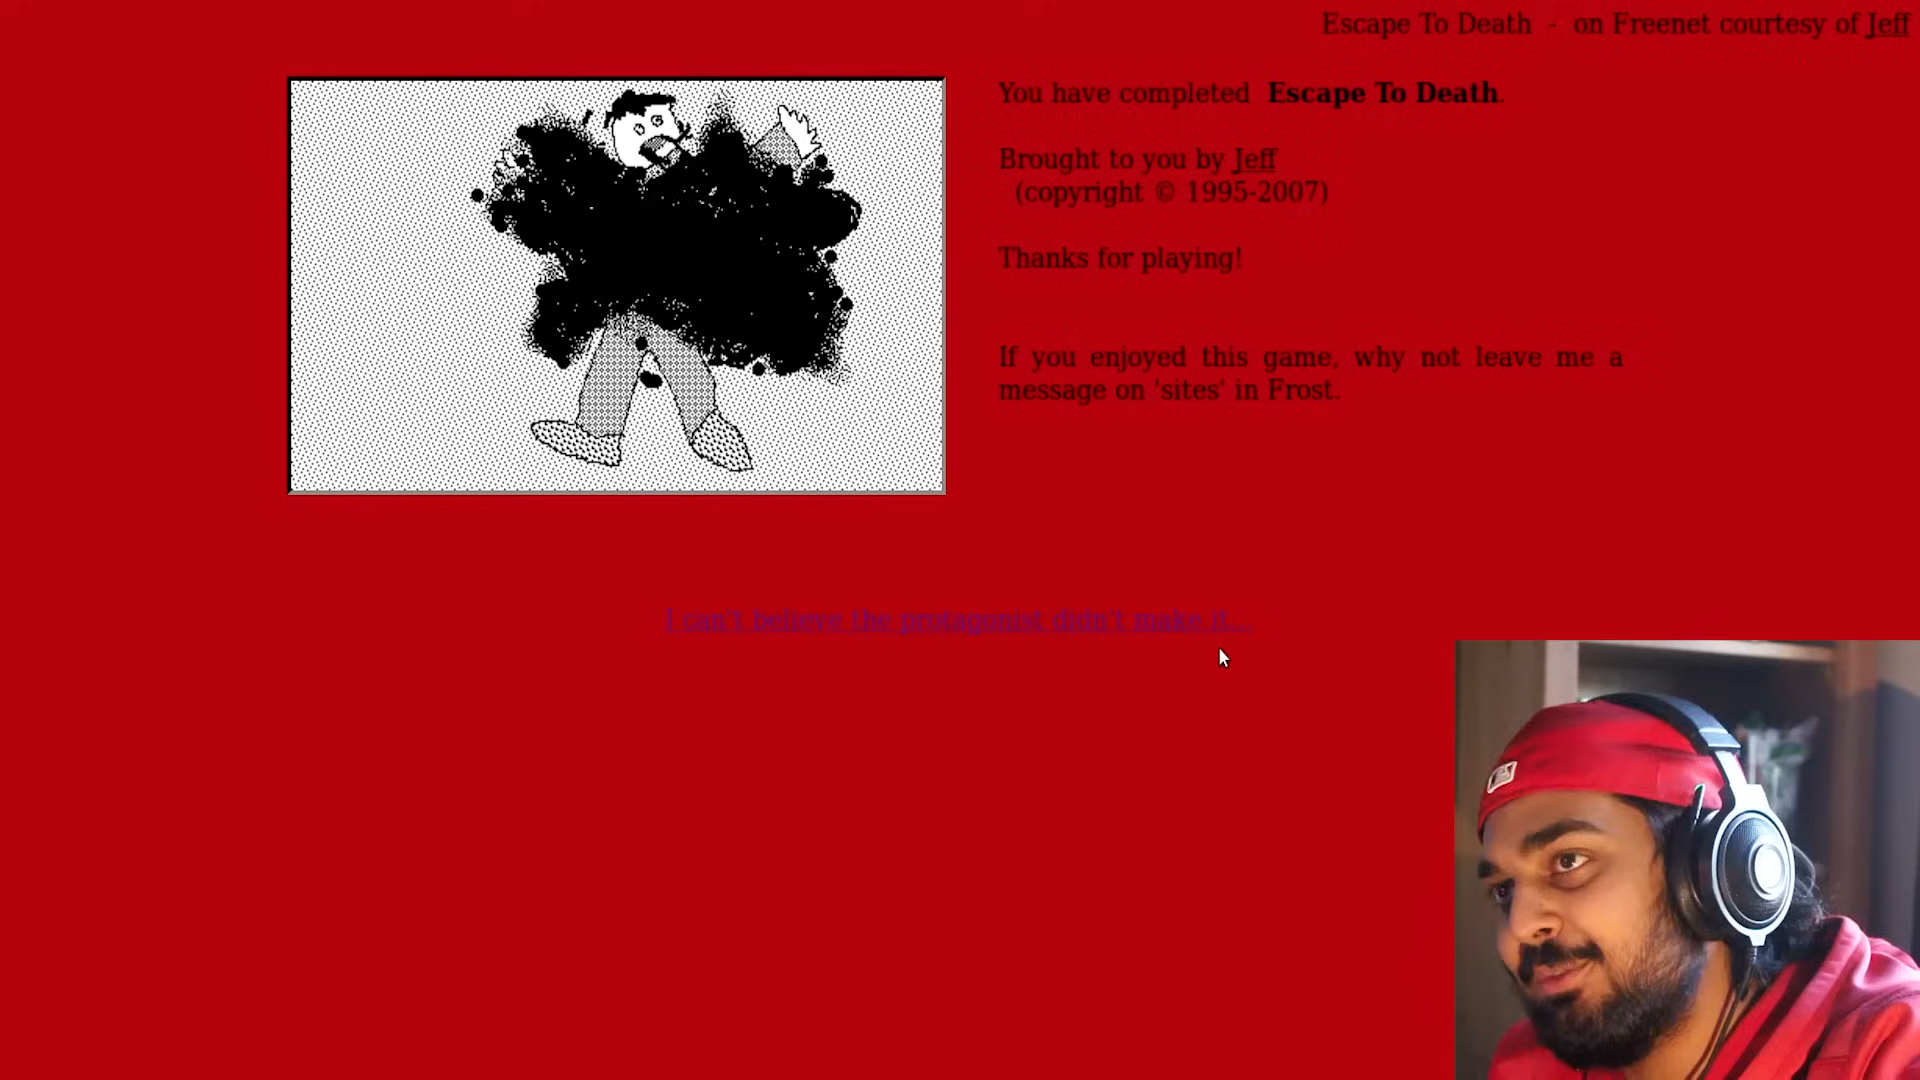 Escape To Death - on Freenet courtesy of Jeff
You have completed Escape To Death.
Brought to you by Jeff
(copyright © 1995-2007)
Thanks for playing!
If you enjoyed this game, why not leave me a
message on 'sites' in Frost.
I can't believe the protagonist didn't make it...